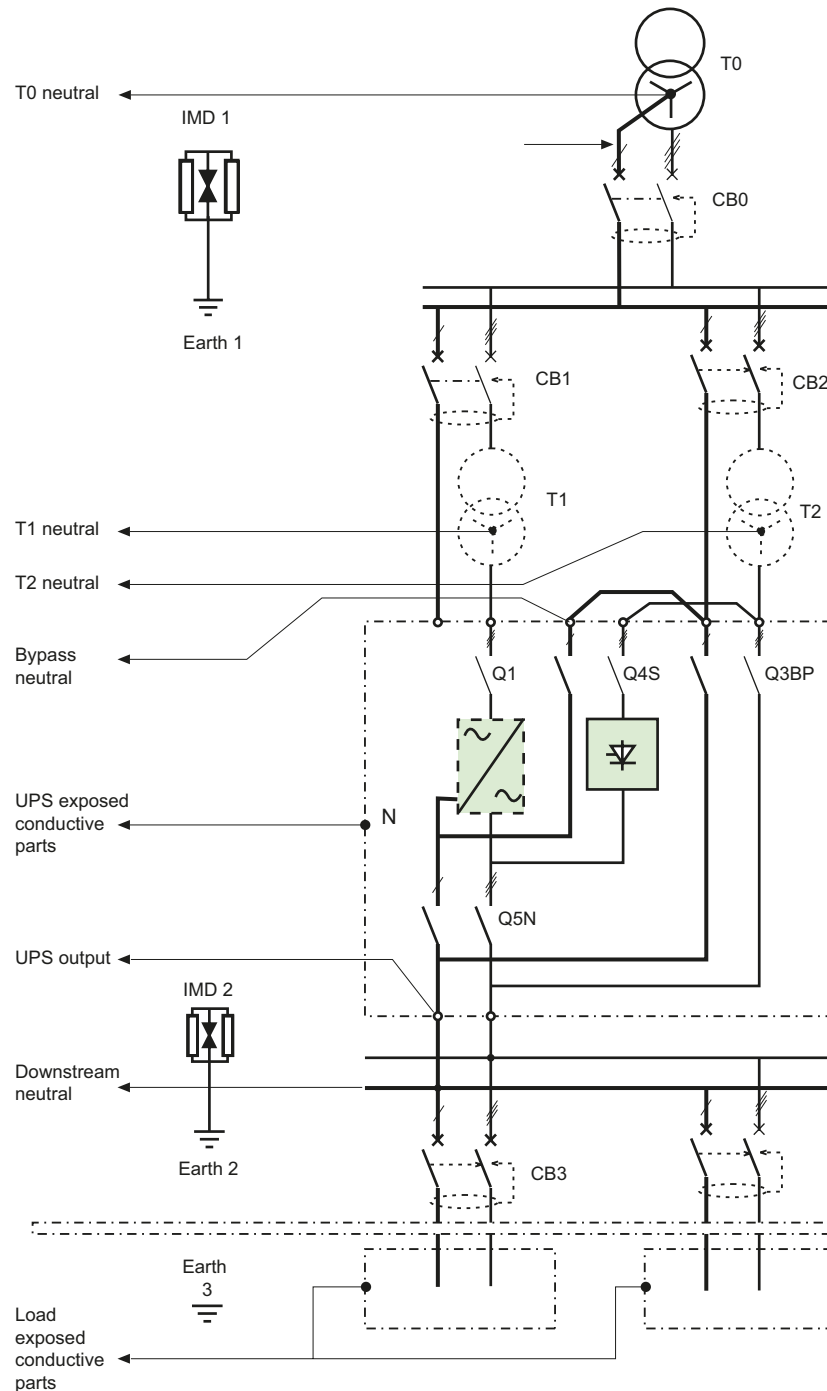 T0
T0 neutral
IMD 1
CB0
Earth 1
CB1
CB2
T1
T1 neutral
T2
T2 neutral
Bypass
neutral
Q1
Q4S
Q3BP
UPS exposed
conductive
parts
N
Q5N
UPS output
IMD 2
Downstream
neutral
Earth 2
CB3
Earth
3
Load
exposed
conductive
parts